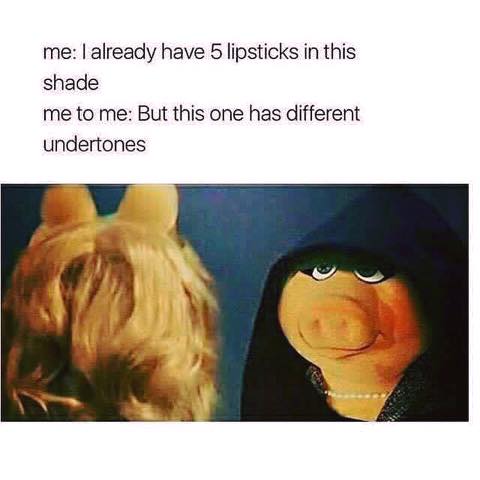 me: I already have 5 lipsticks in this
shade
me to me: But this one has different
undertones